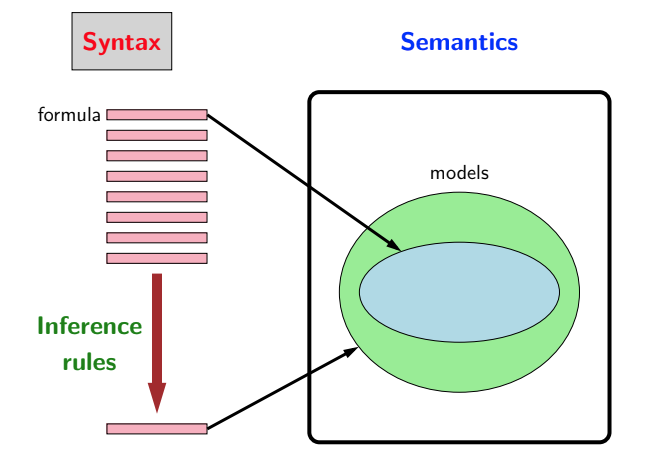 Syntax
Semantics
formula
models
Inference
rules